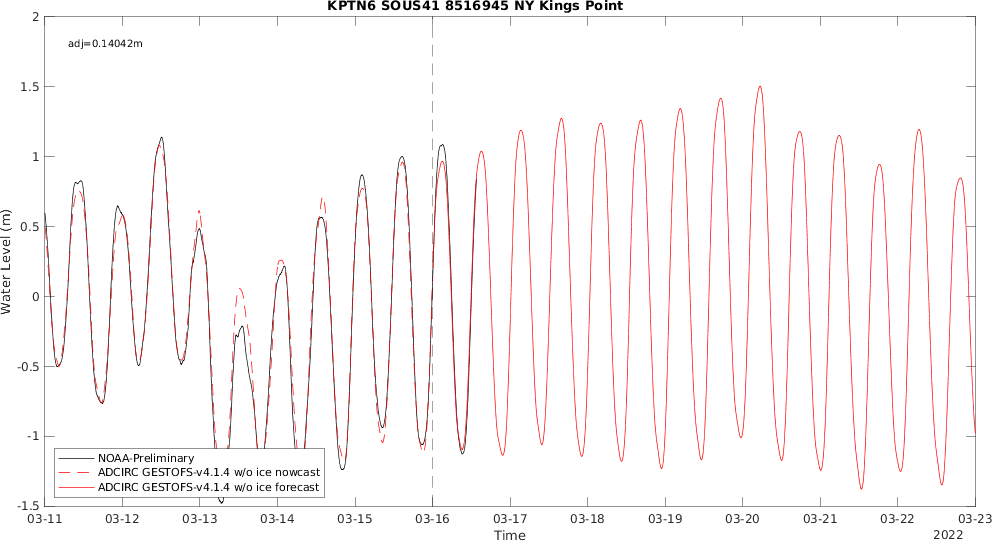 KPTN6 SOUS41 8516945 NY Kings Point
adj=0.14042m
Water Level (m)
2
1.5
1
0.5
0
-0.5
-1
-1.5
NOAA-Preliminary
ADCIRC GESTOFS-v4.1.4 w/o ice nowcast
ADCIRC GESTOFS-v4.1.4 w/o ice forecast
03-11 03-12 03-13 03-14 03-15 03-16 03-17 03-18 03-19 03-20 03-21 03-22 03-23
Time
2022